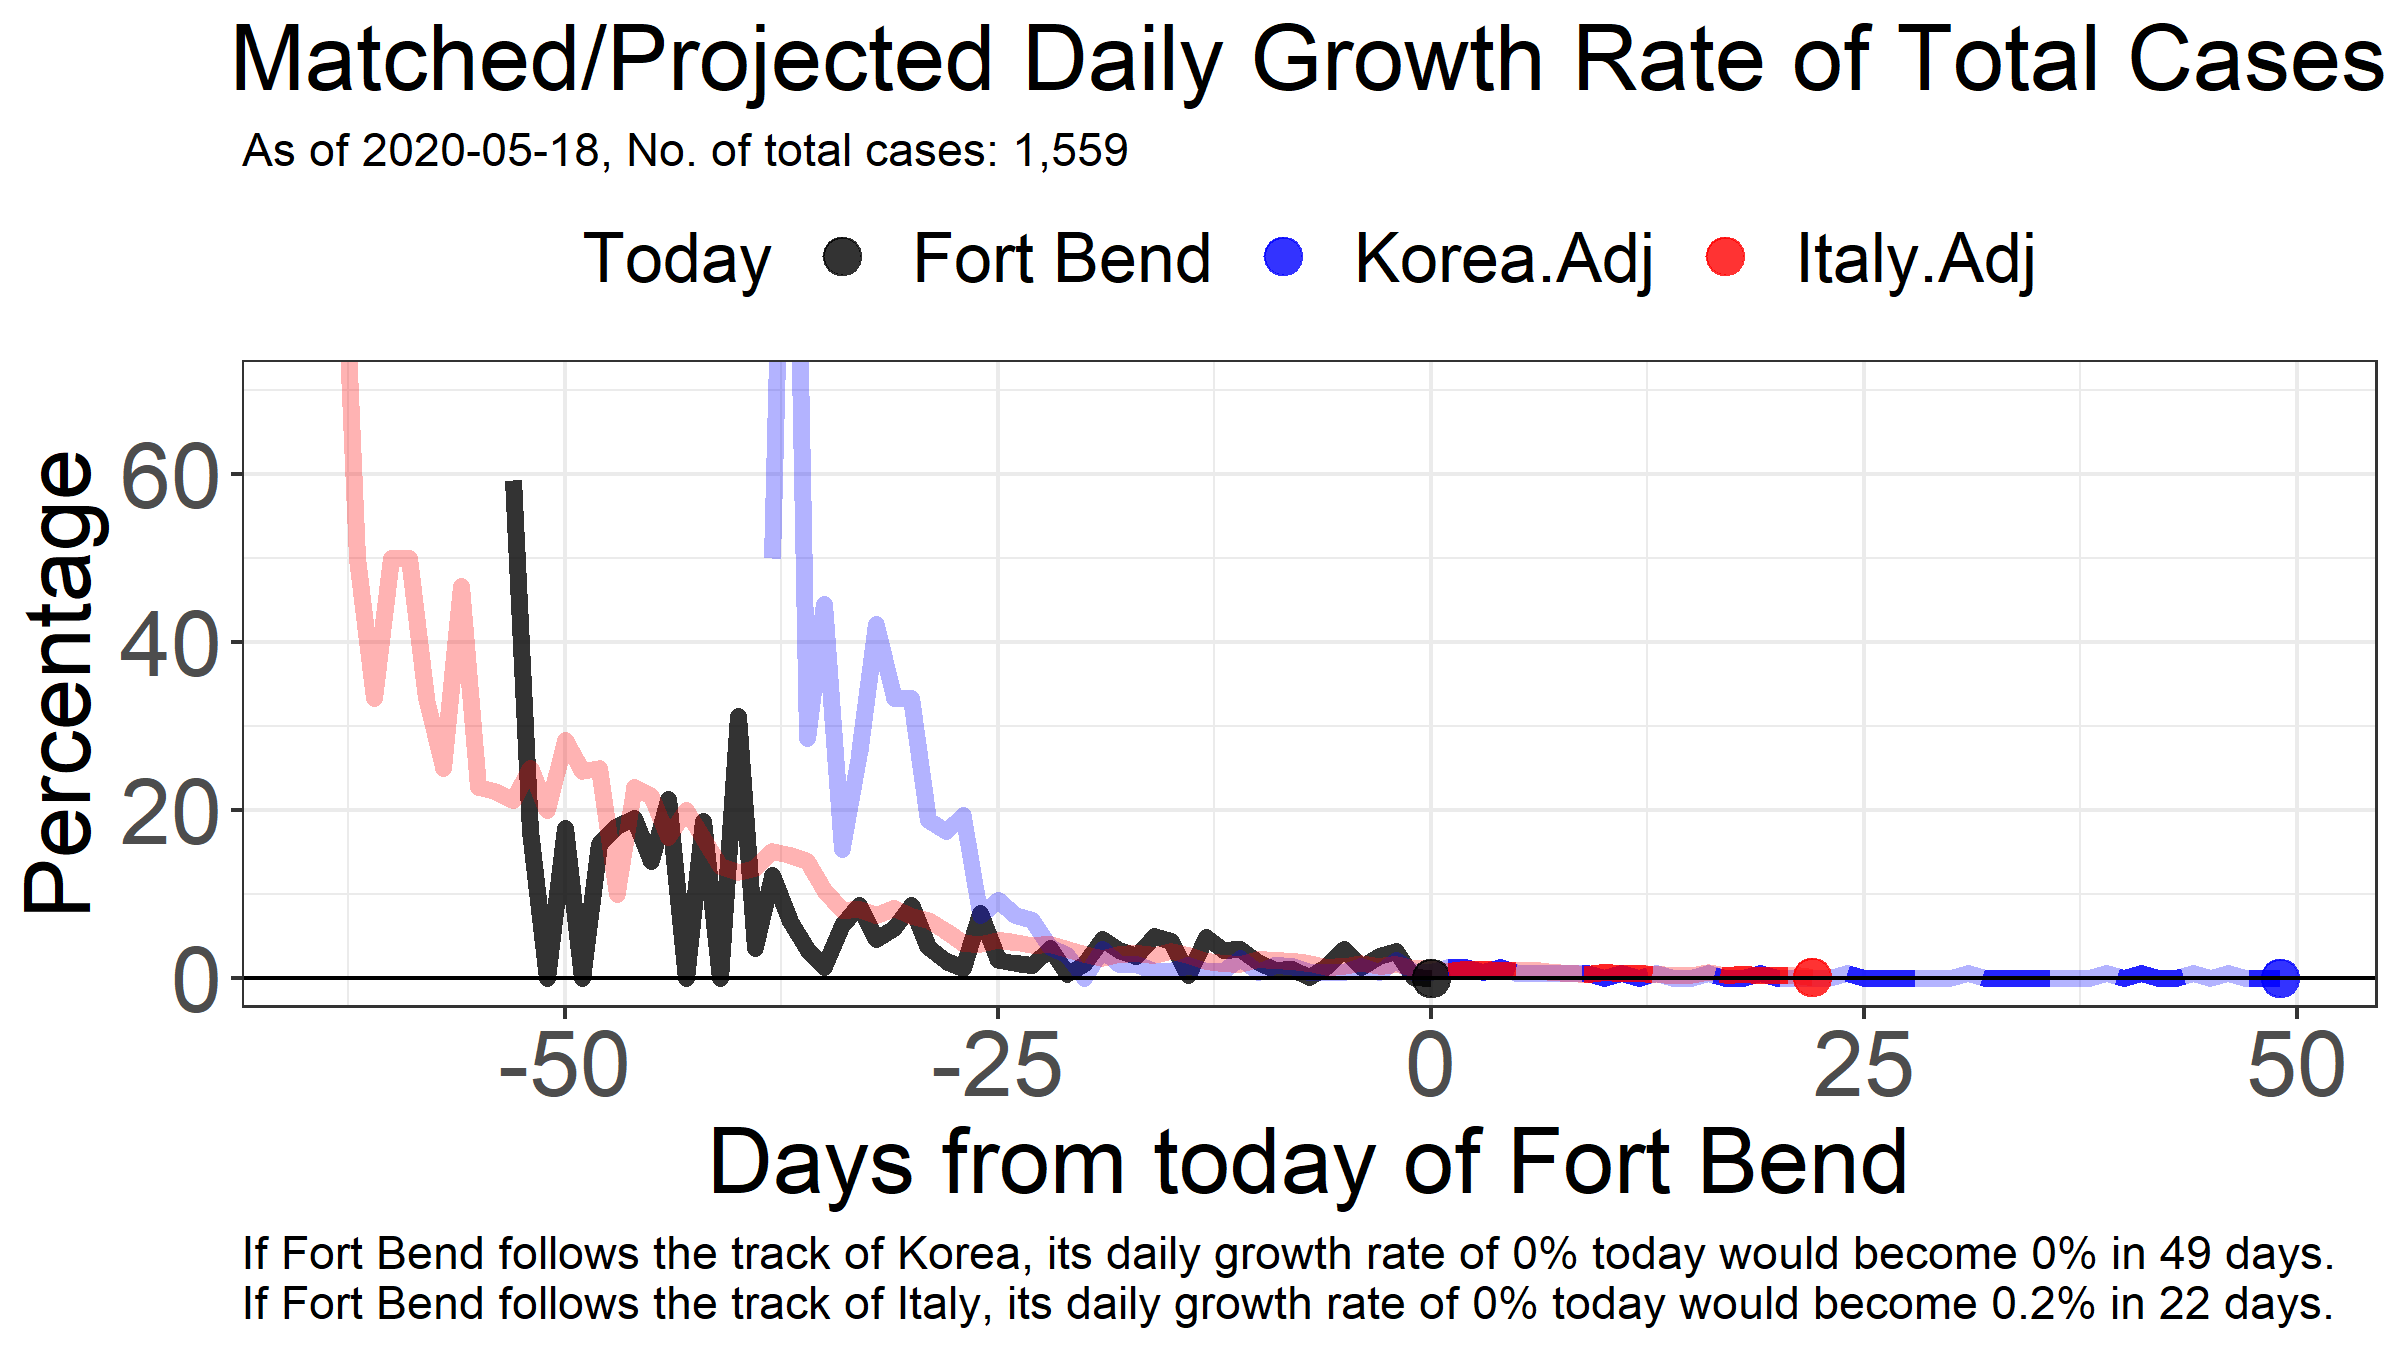 Matched/Projected Daily Growth Rate of Total Cases
As of 2020-05-18, No. of total cases: 1,559
Today Fort Bend Korea.Adj Italy.Adj
Percentage
60
40
20
0
-50 -25 0 25 50
Days from today of Fort Bend
If Fort Bend follows the track of Korea, its daily growth rate of 0% today would become 0% in 49 days.
If Fort Bend follows the track of Italy, its daily growth rate of 0% today would become 0.2% in 22 days.